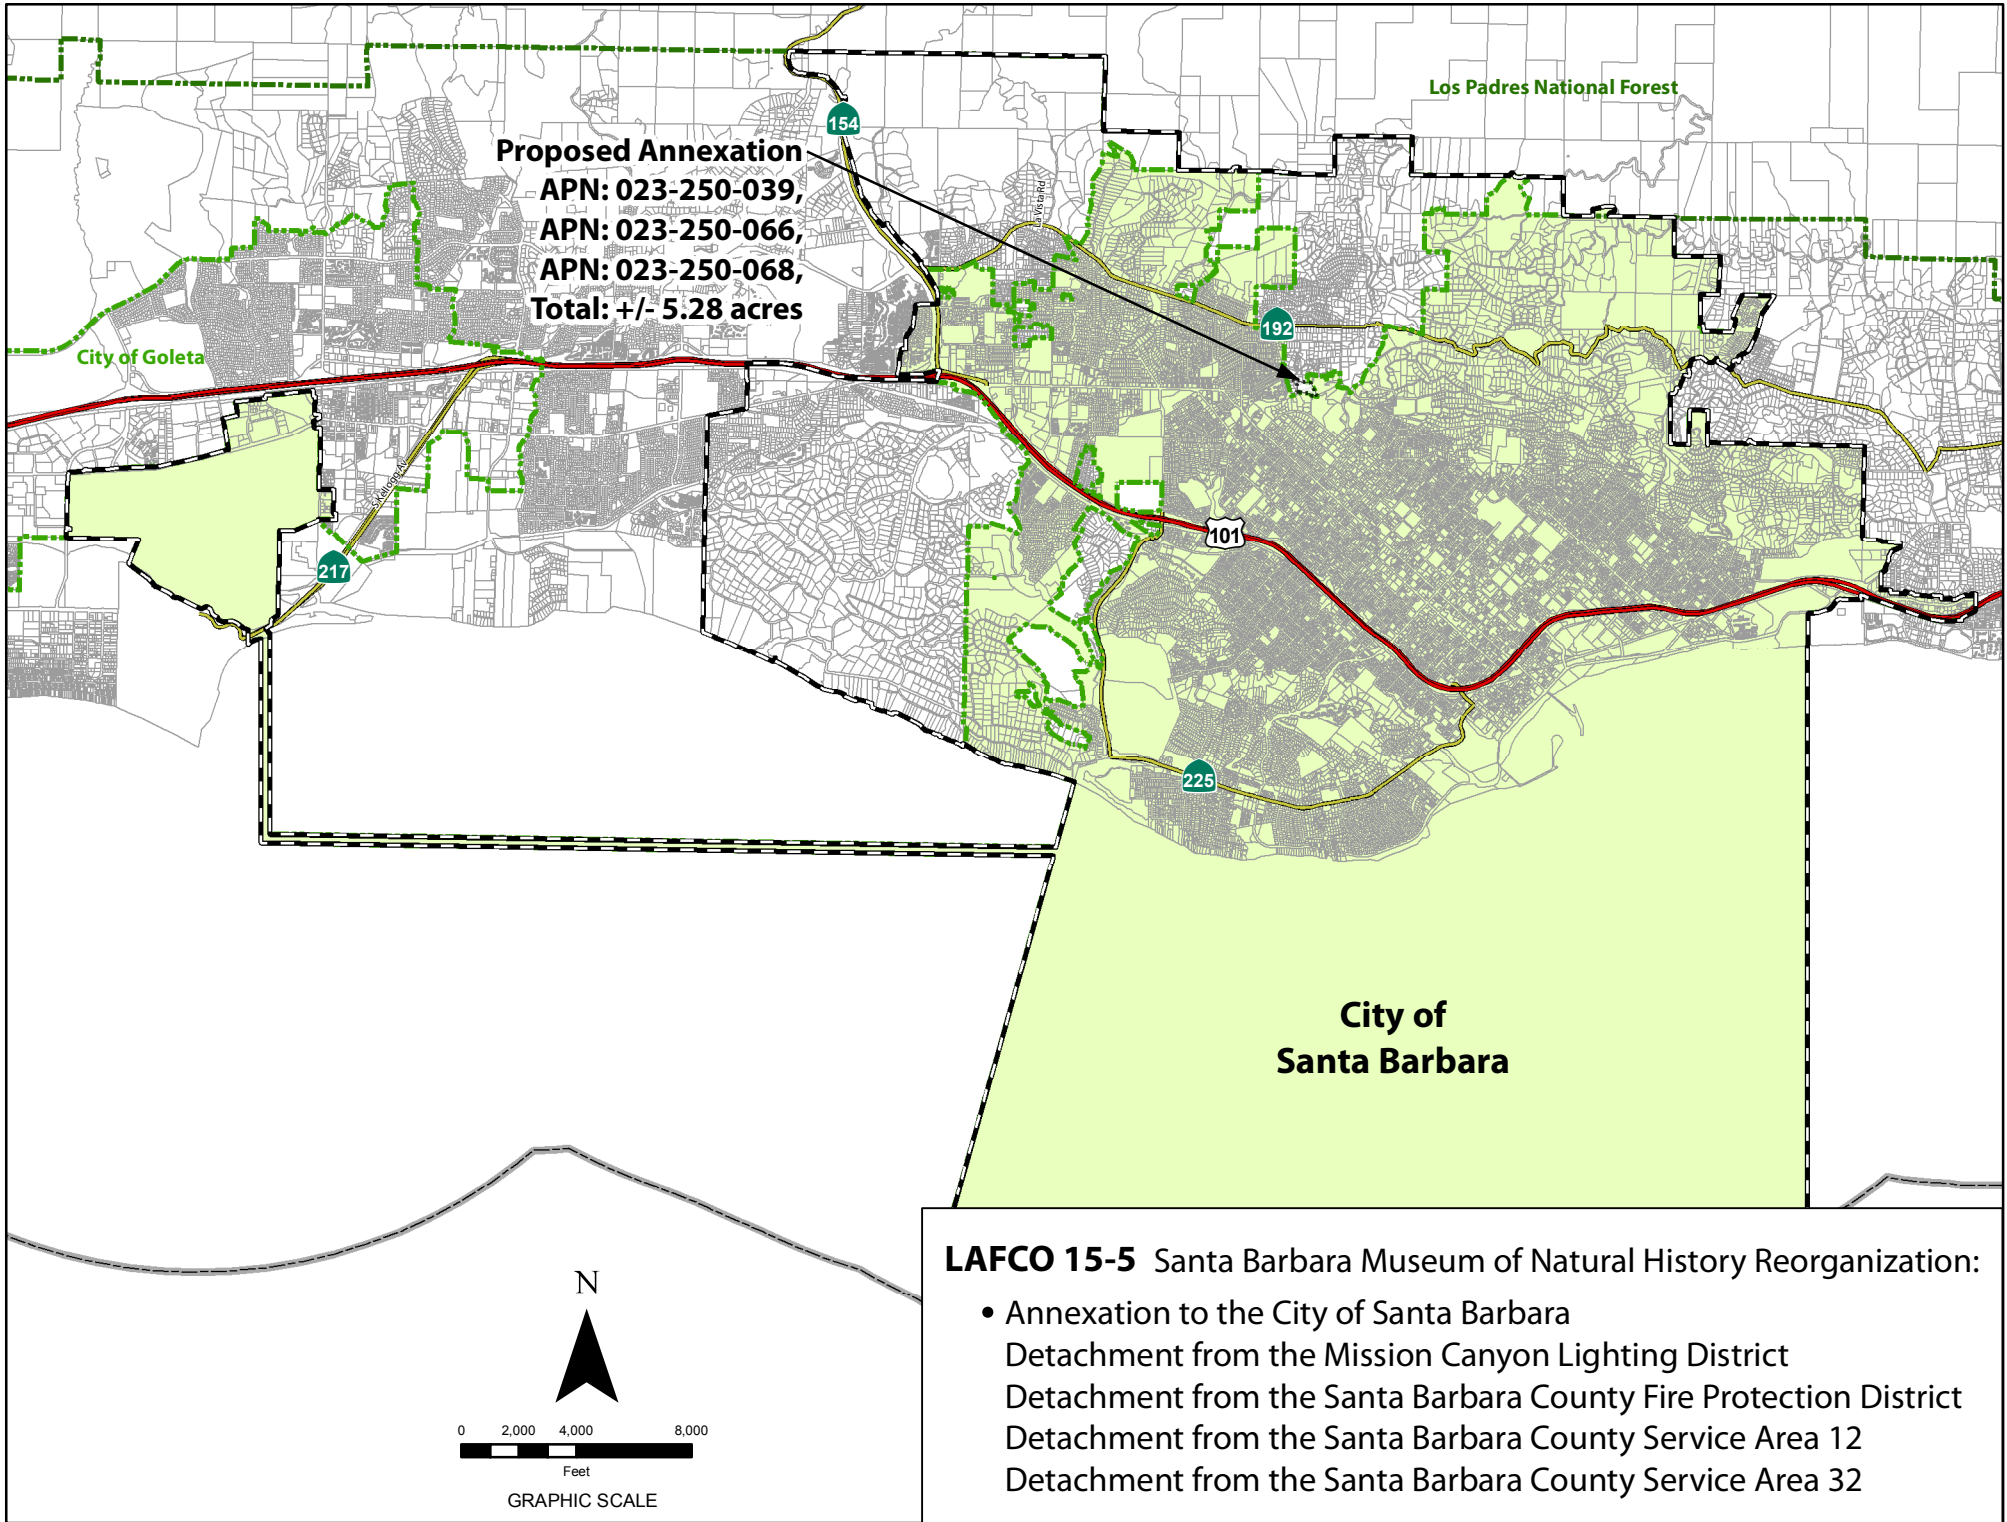 Los Padres National Forest
154
Proposed Annexation
APN: 023-250-039,
APN: 023-250-066,
APN: 023-250-068,
Total: +/- 5.28 acres
Vista Rd
192
City of Goleta
S Kellogg Av
101
217
225
City of
Santa Barbara
N
0 2,000 4,000 8,000
Feet
GRAPHIC SCALE
LAFCO 15-5 Santa Barbara Museum of Natural History Reorganization:
• Annexation to the City of Santa Barbara
Detachment from the Mission Canyon Lighting District
Detachment from the Santa Barbara County Fire Protection District
Detachment from the Santa Barbara County Service Area 12
Detachment from the Santa Barbara County Service Area 32